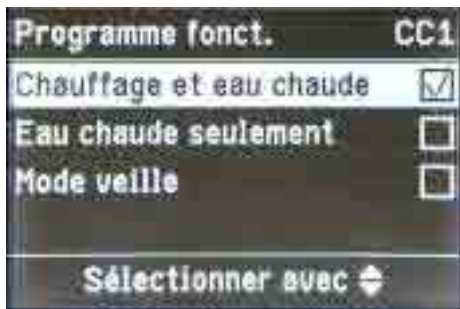 Programme fonct. CC1
Chauffage et eau chaude
Eau chaude seulement
Mode veille
Sélectionner avec